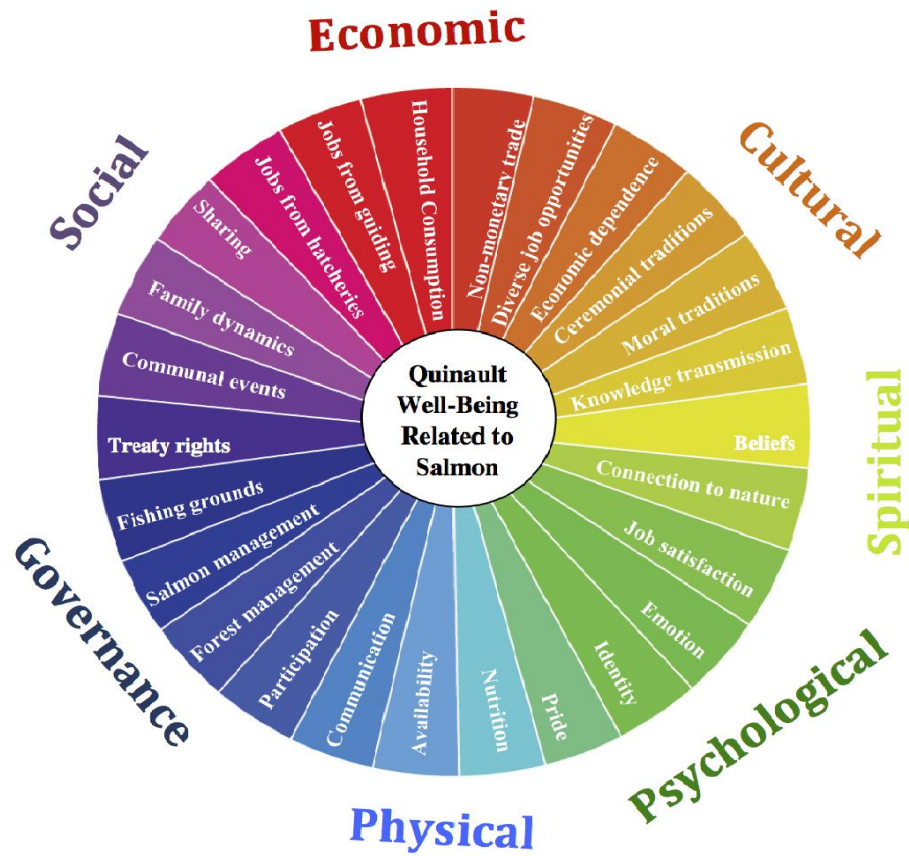 Economic
Cultural
Spiritual
Psychological
Physical
Governance
Social
Household Consumption
Non-monetary trade
Diverse job opportunities
Economic dependence
Ceremonial traditions
Moral traditions
Knowledge transmission
Beliefs
Connection to nature
Job satisfaction
Emotion
Identity
Pride
Nutrition
Availability
Communication
Participation
Forest management
Salmon management
Fishing grounds
Treaty rights
Communal events
Family dynamics
Sharing
Jobs from hatcheries
Jobs from guiding
Quinault
Well-Being
Related to
Salmon